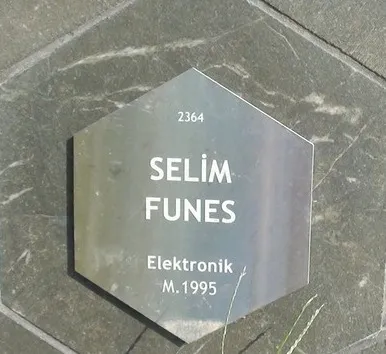 2364
SELİM
FUNES
Elektronik
M.1995